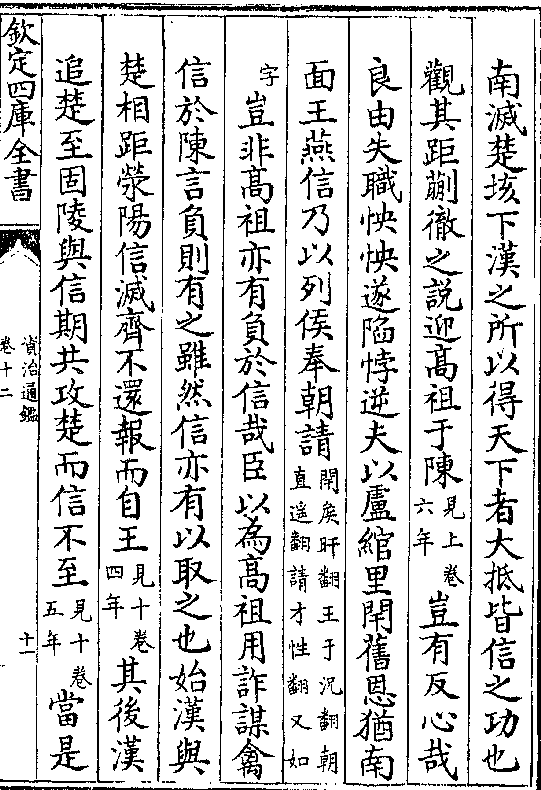 南滅楚垓下漢之所以得天下者大抵皆信之功也
觀其距蒯徹之說迎高祖于陳見上卷六年豈有反心哉
良由失職怏怏遂陷悖逆夫以盧綰里閈舊恩猶南
面王燕信乃以列侯奉朝請閈侯旰翻王于況翻朝直遥翻請才性翻又如
字豈非高祖亦有負於信哉臣以為高祖用詐謀禽
信於陳言負則有之雖然信亦有以取之也始漢與
楚相距滎陽信滅齊不還報而自王見十卷四年其後漢
追楚至固陵與信期共攻楚而信不至見十卷五年當是
欽定四庫全書
資治通鑑
卷十二
十一